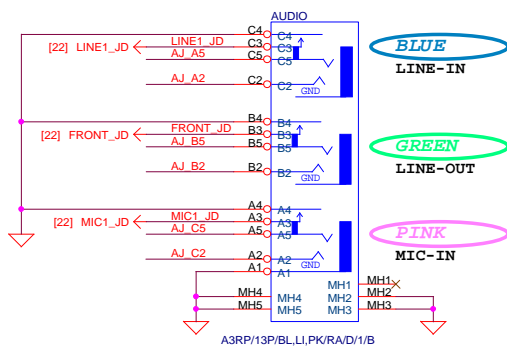 AUDIO
C4 C4
[22] LINE1_JD LINE1_JD C3 C3
AJ_A5 C5 C5
AJ_A2 C2 C2
GND
BLUE
LINE-IN
B4 B4
[22] FRONT_JD FRONT_JD B3 B3
AJ_B5 B5 B5
AJ_B2 B2 B2
GND
GREEN
LINE-OUT
A4 A4
[22] MIC1_JD MIC1_JD A3 A3
AJ_C5 A5 A5
AJ_C2 A2 A2
GND
A1 A1
PINK
MIC-IN
MH1 MH1
MH4 MH4 MH2 MH2
MH5 MH5 MH3 MH3
A3RP/13P/BL,LI,PK/RA/D/1/B